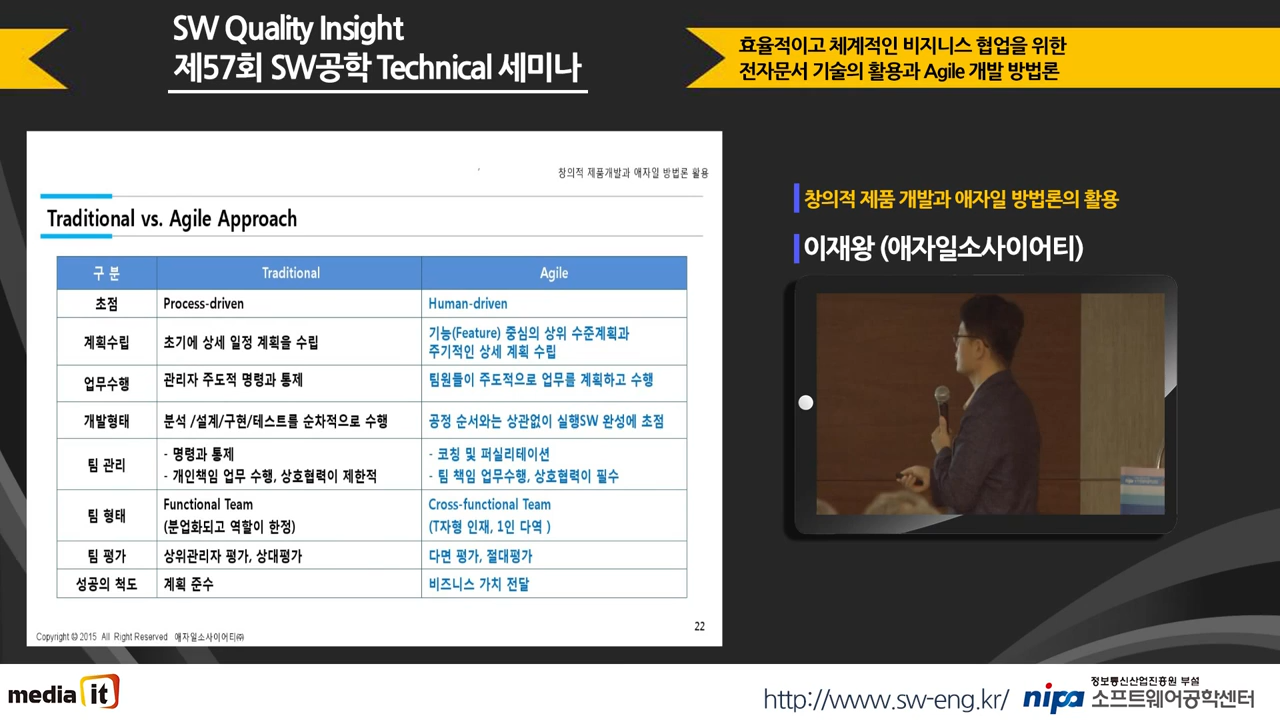 SW Quality Insight
제57회 SW공학 Technical 세미나
효율적이고 체계적인 비지니스 협업을 위한
전자문서 기술의 활용과 Agile 개발 방법론
창의적 제품개발과 애자일 방법론 활용
Traditional vs. Agile Approach
구 분 Traditional Agile
초점 Process-driven Human-driven
계획수립 초기에 상세 일정 계획을 수립 기능(Feature) 중심의 상위 수준계획과
주기적인 상세 계획 수립
업무수행 관리자 주도적 명령과 통제 팀원들이 주도적으로 업무를 계획하고 수행
개발형태 분석 /설계/구현/테스트를 순차적으로 수행 공정 순서와는 상관없이 실행SW 완성에 초점
팀 관리 - 명령과 통제 - 코칭 및 퍼실리테이션
- 개인책임 업무 수행, 상호협력이 제한적 - 팀 책임 업무수행, 상호협력이 필수
팀 형태 Functional Team Cross-functional Team
(분업화되고 역할이 한정) (T자형 인재, 1인 다역 )
팀 평가 상위관리자 평가, 상대평가 다면 평가, 절대평가
성공의 척도 계획 준수 비즈니스 가치 전달
22
Copyright © 2015 All Right Reserved 애자일소사이어티㈜
창의적 제품 개발과 애자일 방법론의 활용
이재왕 (애자일소사이어티)
media it
http://www.sw-eng.kr/
nipa
정보통신산업진흥원 부설
소프트웨어공학센터